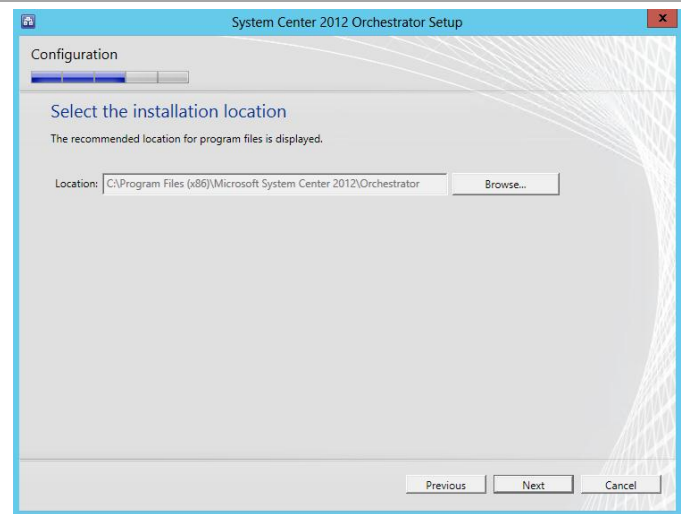 System Center 2012 Orchestrator Setup
x
Configuration
Select the installation location
The recommended location for program files is displayed.
Location: C:\Program Files (x86)\Microsoft System Center 2012\Orchestrator Browse...
Previous Next Cancel